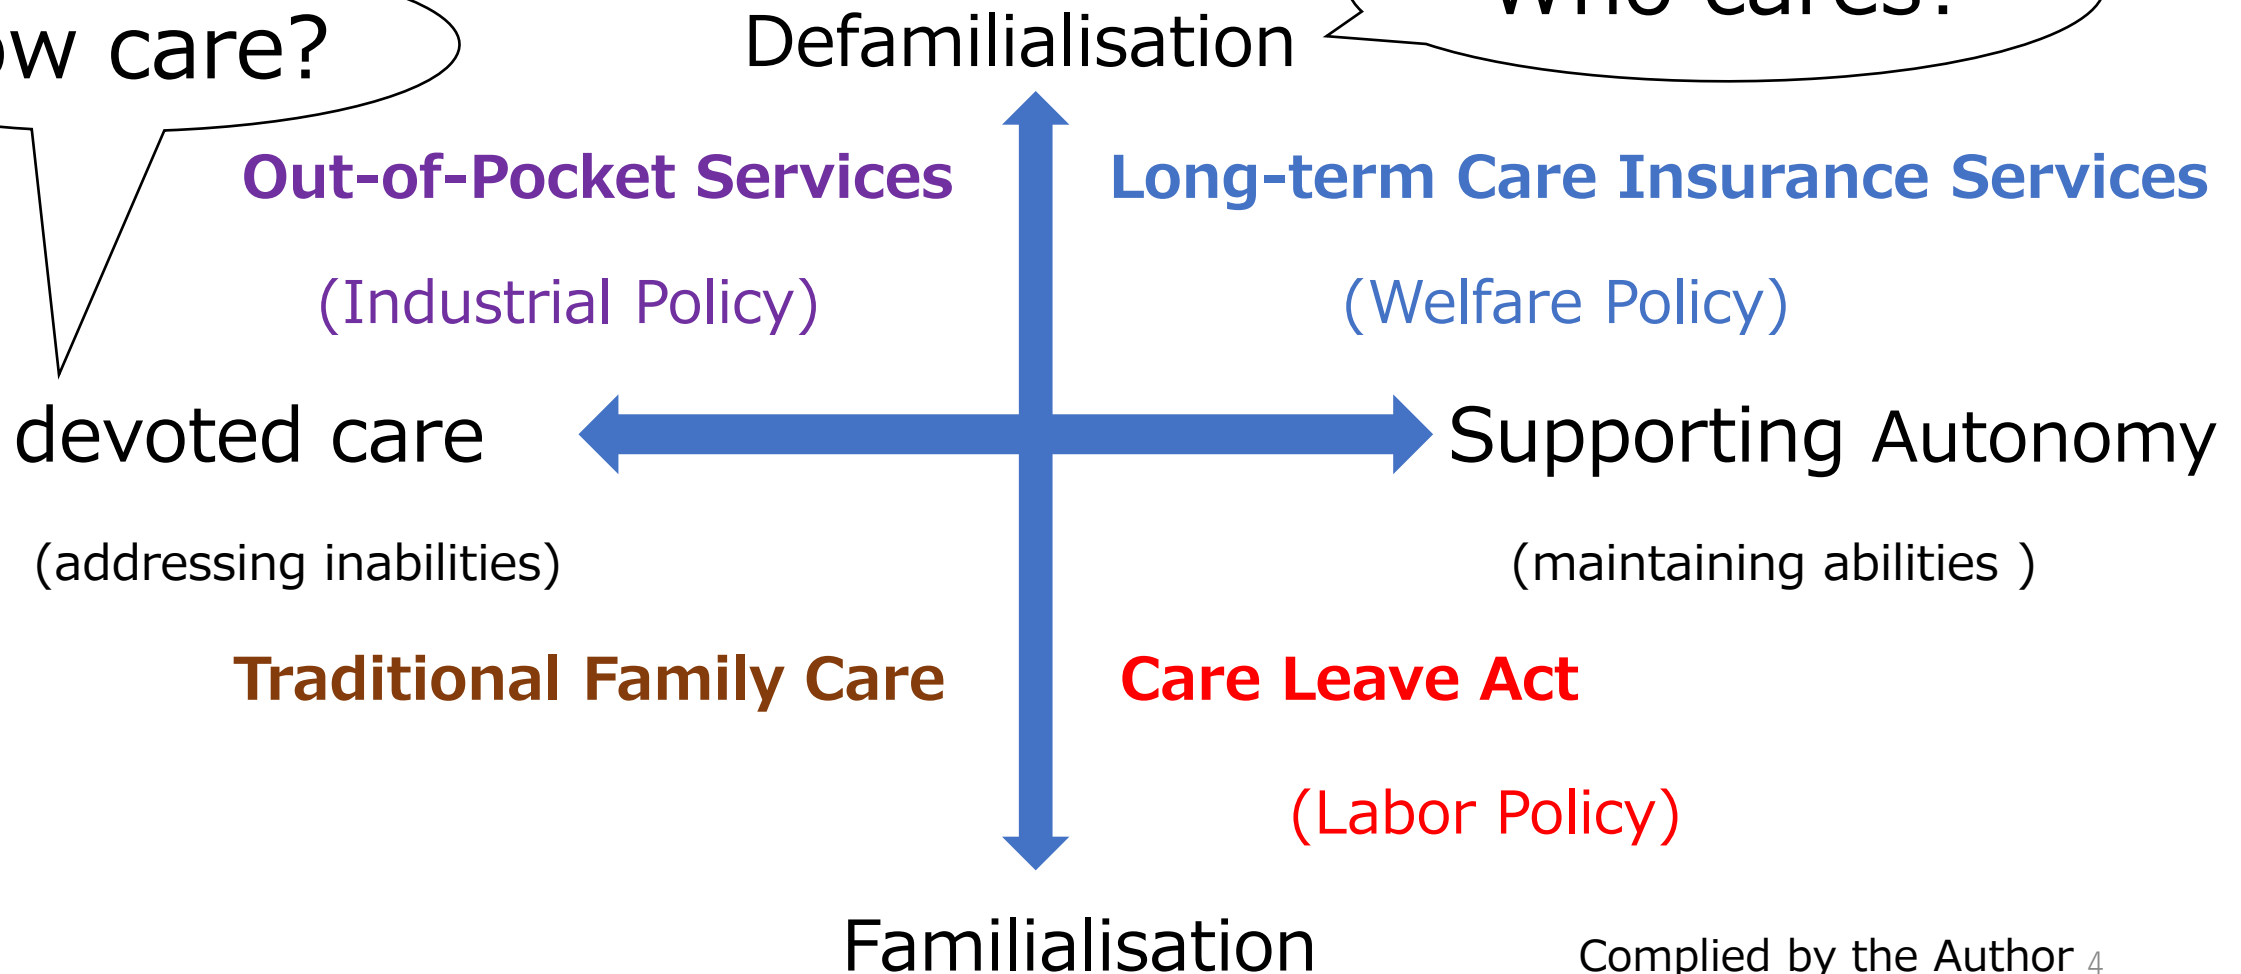 ow care?
Who cares?
Defamilialisation
Out-of-Pocket Services
Long-term Care Insurance Services
(Industrial Policy)
(Welfare Policy)
devoted care
Supporting Autonomy
(addressing inabilities)
(maintaining abilities )
Traditional Family Care
Care Leave Act
(Labor Policy)
Familialisation
Complied by the Author 4